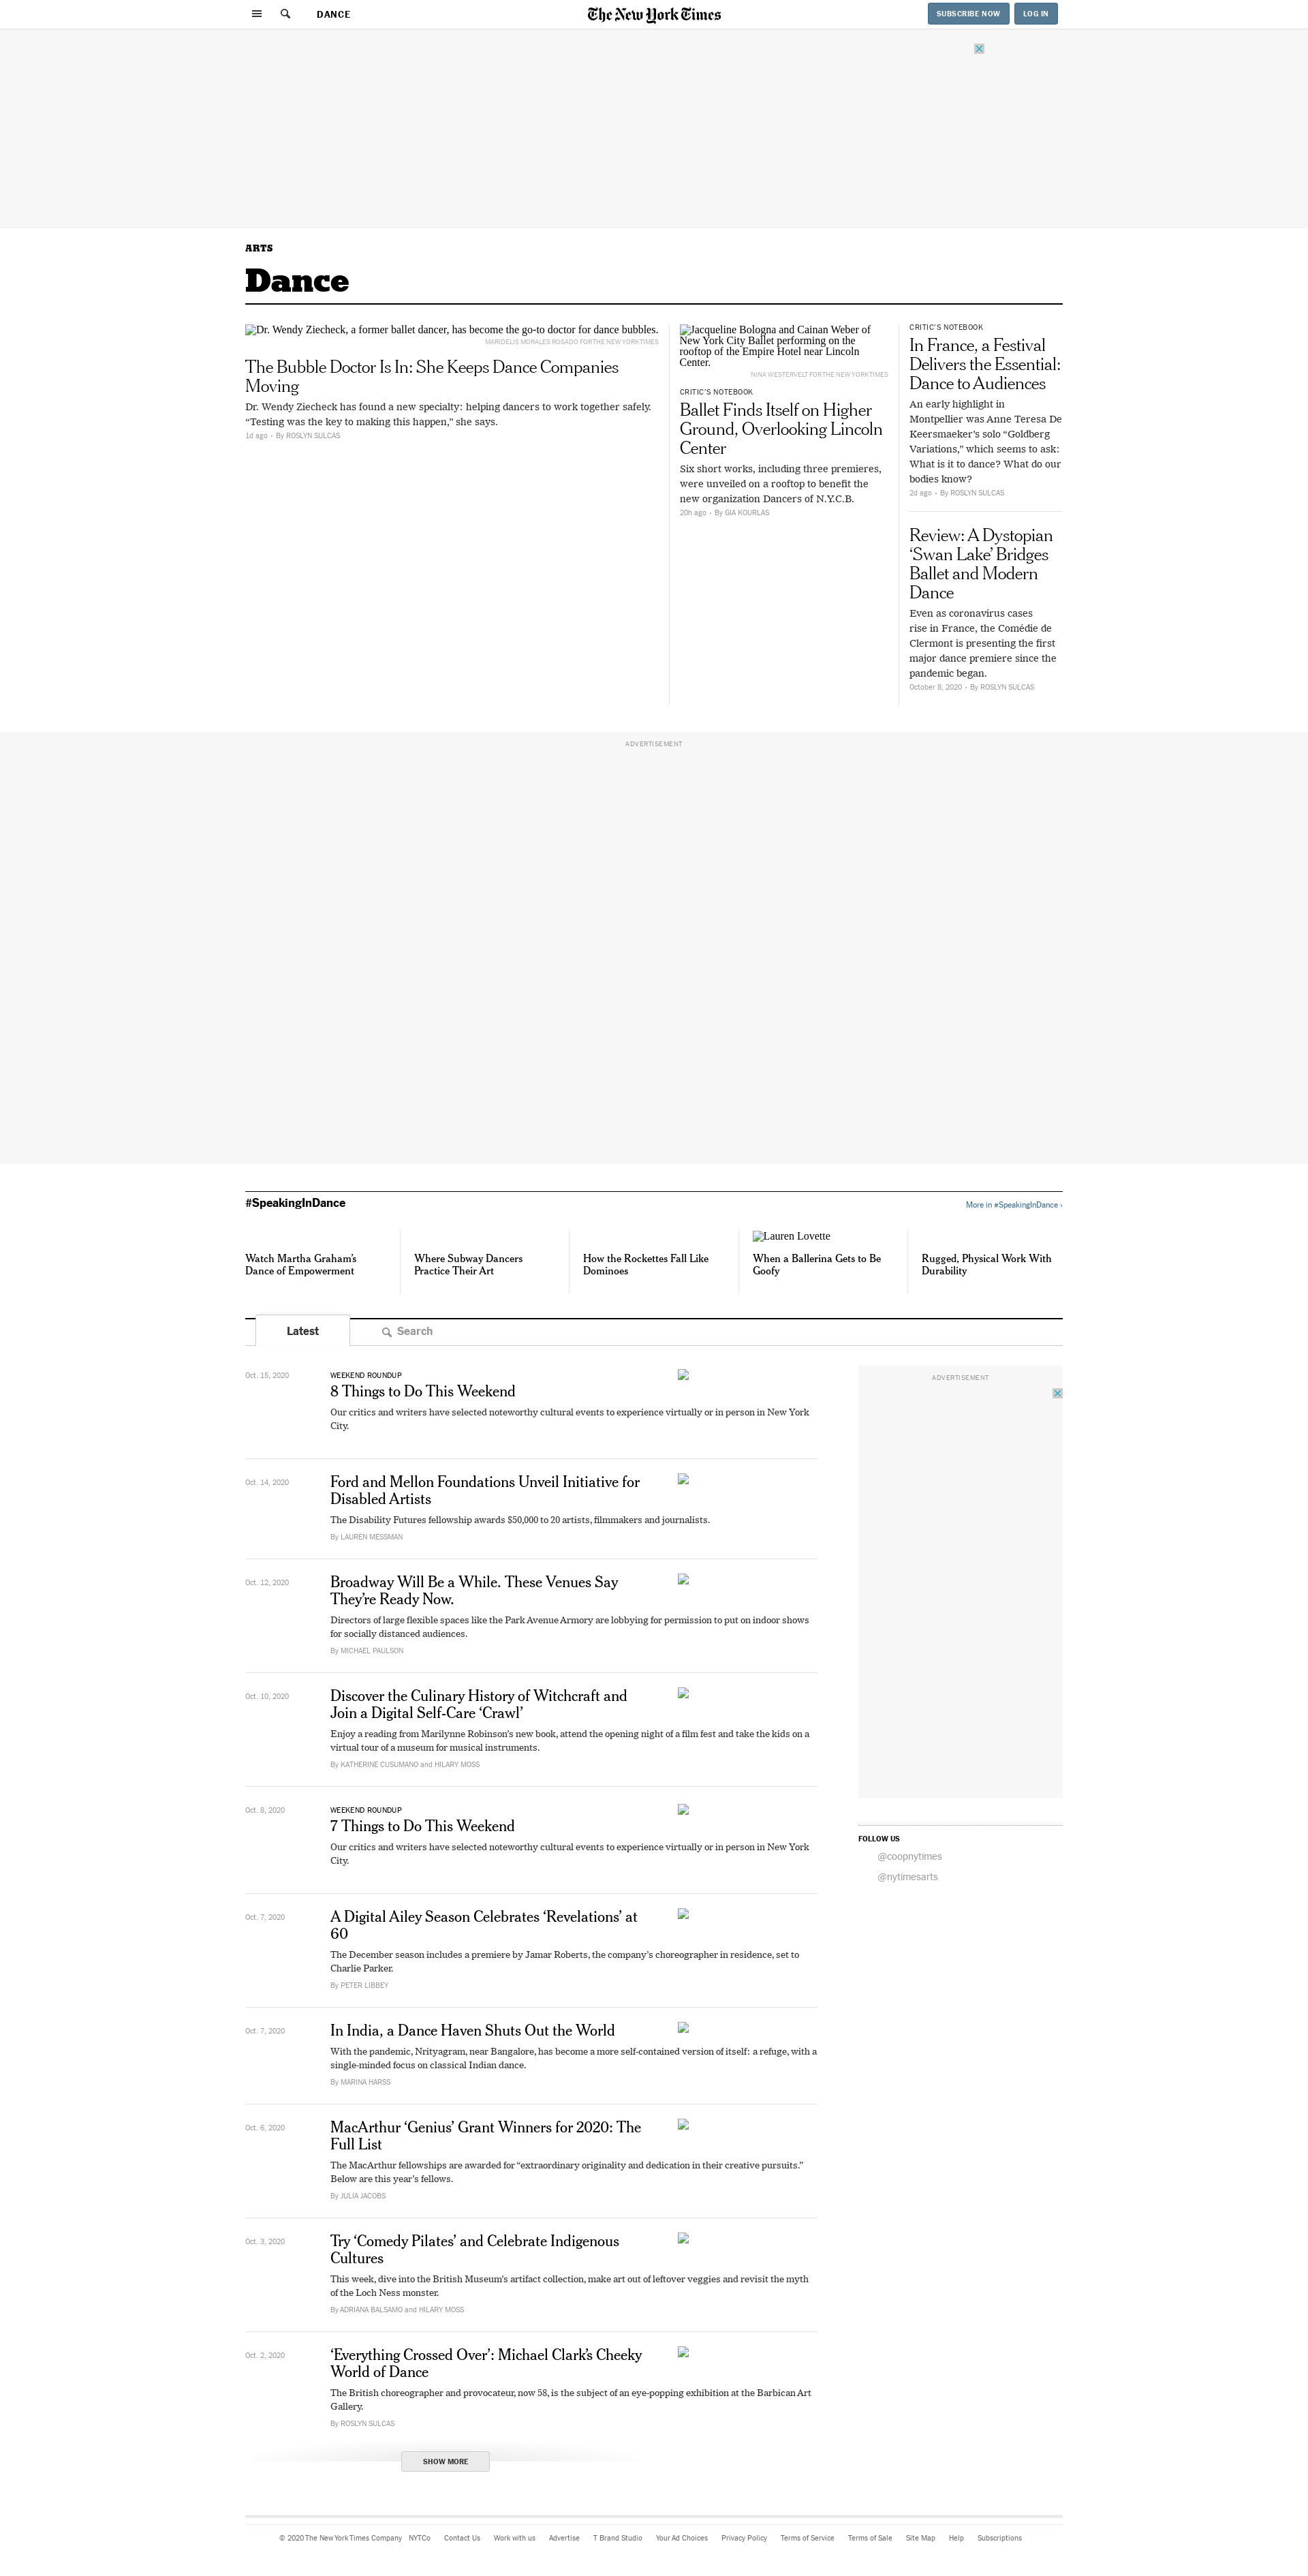 DANCE
The New York Times
SUBSCRIBE NOW
LOG IN
ARTS
Dance
Dr. Wendy Ziecheck, a former ballet dancer, has become the go-to doctor for dance bubbles.
MARIDELIS MORALES ROSADO FOR THE NEW YORK TIMES
The Bubble Doctor Is In: She Keeps Dance Companies
Moving
Dr. Wendy Ziecheck has found a new specialty: helping dancers to work together safely.
“Testing was the key to making this happen,” she says.
1d ago • By ROSLYN SULCAS
Jacqueline Bologna and Cainan Weber of
New York City Ballet performing on the
rooftop of the Empire Hotel near Lincoln
Center.
NINA WESTERVELT FOR THE NEW YORK TIMES
CRITIC’S NOTEBOOK
Ballet Finds Itself on Higher
Ground, Overlooking Lincoln
Center
Six short works, including three premieres,
were unveiled on a rooftop to benefit the
new organization Dancers of N.Y.C.B.
20h ago • By GIA KOURLAS
CRITIC’S NOTEBOOK
In France, a Festival
Delivers the Essential:
Dance to Audiences
An early highlight in
Montpellier was Anne Teresa De
Keersmaeker’s solo “Goldberg
Variations,” which seems to ask:
What is it to dance? What do our
bodies know?
2d ago • By ROSLYN SULCAS
Review: A Dystopian
‘Swan Lake’ Bridges
Ballet and Modern
Dance
Even as coronavirus cases
rise in France, the Comédie de
Clermont is presenting the first
major dance premiere since the
pandemic began.
October 8, 2020 • By ROSLYN SULCAS
ADVERTISEMENT
#SpeakingInDance
More in #SpeakingInDance ›
Watch Martha Graham’s
Dance of Empowerment
Where Subway Dancers
Practice Their Art
How the Rockettes Fall Like
Dominoes
Lauren Lovette
When a Ballerina Gets to Be
Goofy
Rugged, Physical Work With
Durability
Latest
Search
Oct. 15, 2020
WEEKEND ROUNDUP
8 Things to Do This Weekend
Our critics and writers have selected noteworthy cultural events to experience virtually or in person in New York
City.
Oct. 14, 2020
Ford and Mellon Foundations Unveil Initiative for
Disabled Artists
The Disability Futures fellowship awards $50,000 to 20 artists, filmmakers and journalists.
By LAUREN MESSMAN
Oct. 12, 2020
Broadway Will Be a While. These Venues Say
They’re Ready Now.
Directors of large flexible spaces like the Park Avenue Armory are lobbying for permission to put on indoor shows
for socially distanced audiences.
By MICHAEL PAULSON
Oct. 10, 2020
Discover the Culinary History of Witchcraft and
Join a Digital Self-Care ‘Crawl’
Enjoy a reading from Marilynne Robinson’s new book, attend the opening night of a film fest and take the kids on a
virtual tour of a museum for musical instruments.
By KATHERINE CUSUMANO and HILARY MOSS
Oct. 8, 2020
WEEKEND ROUNDUP
7 Things to Do This Weekend
Our critics and writers have selected noteworthy cultural events to experience virtually or in person in New York
City.
Oct. 7, 2020
A Digital Ailey Season Celebrates ‘Revelations’ at
60
The December season includes a premiere by Jamar Roberts, the company’s choreographer in residence, set to
Charlie Parker.
By PETER LIBBEY
Oct. 7, 2020
In India, a Dance Haven Shuts Out the World
With the pandemic, Nrityagram, near Bangalore, has become a more self-contained version of itself: a refuge, with a
single-minded focus on classical Indian dance.
By MARINA HARSS
Oct. 6, 2020
MacArthur ‘Genius’ Grant Winners for 2020: The
Full List
The MacArthur fellowships are awarded for “extraordinary originality and dedication in their creative pursuits.”
Below are this year’s fellows.
By JULIA JACOBS
Oct. 3, 2020
Try ‘Comedy Pilates’ and Celebrate Indigenous
Cultures
This week, dive into the British Museum’s artifact collection, make art out of leftover veggies and revisit the myth
of the Loch Ness monster.
By ADRIANA BALSAMO and HILARY MOSS
Oct. 2, 2020
‘Everything Crossed Over’: Michael Clark’s Cheeky
World of Dance
The British choreographer and provocateur, now 58, is the subject of an eye-popping exhibition at the Barbican Art
Gallery.
By ROSLYN SULCAS
SHOW MORE
ADVERTISEMENT
FOLLOW US
@coopnytimes
@nytimesarts
© 2020 The New York Times Company NYTCo Contact Us Work with us Advertise T Brand Studio Your Ad Choices Privacy Policy Terms of Service Terms of Sale Site Map Help Subscriptions